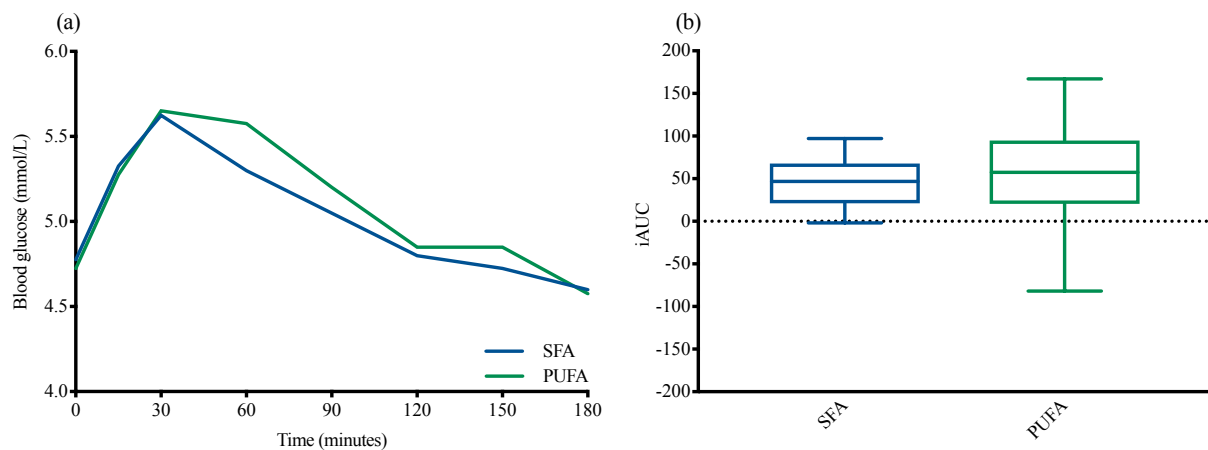 (a)
Blood glucose (mmol/L)
6.0
5.5
5.0
4.5
4.0
0 30 60 90 120 150 180
Time (minutes)
SFA
PUFA
(b)
iAUC
200
150
100
50
0
-50
-100
-150
-200
SFA
PUFA